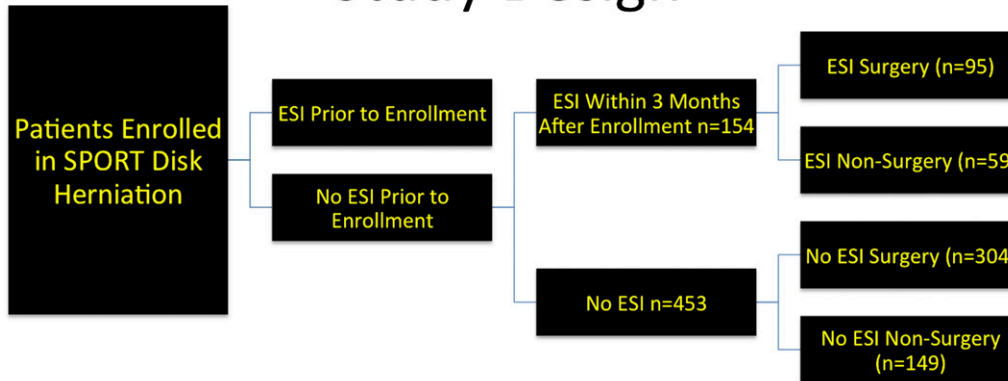 Patients Enrolled
in SPORT Disk
Herniation
ESI Prior to Enrollment
No ESI Prior to
Enrollment
ESI Within 3 Months
After Enrollment n=154
No ESI n=453
ESI Surgery (n=95)
ESI Non-Surgery (n=59
No ESI Surgery (n=304
No ESI Non-Surgery
(n=149)